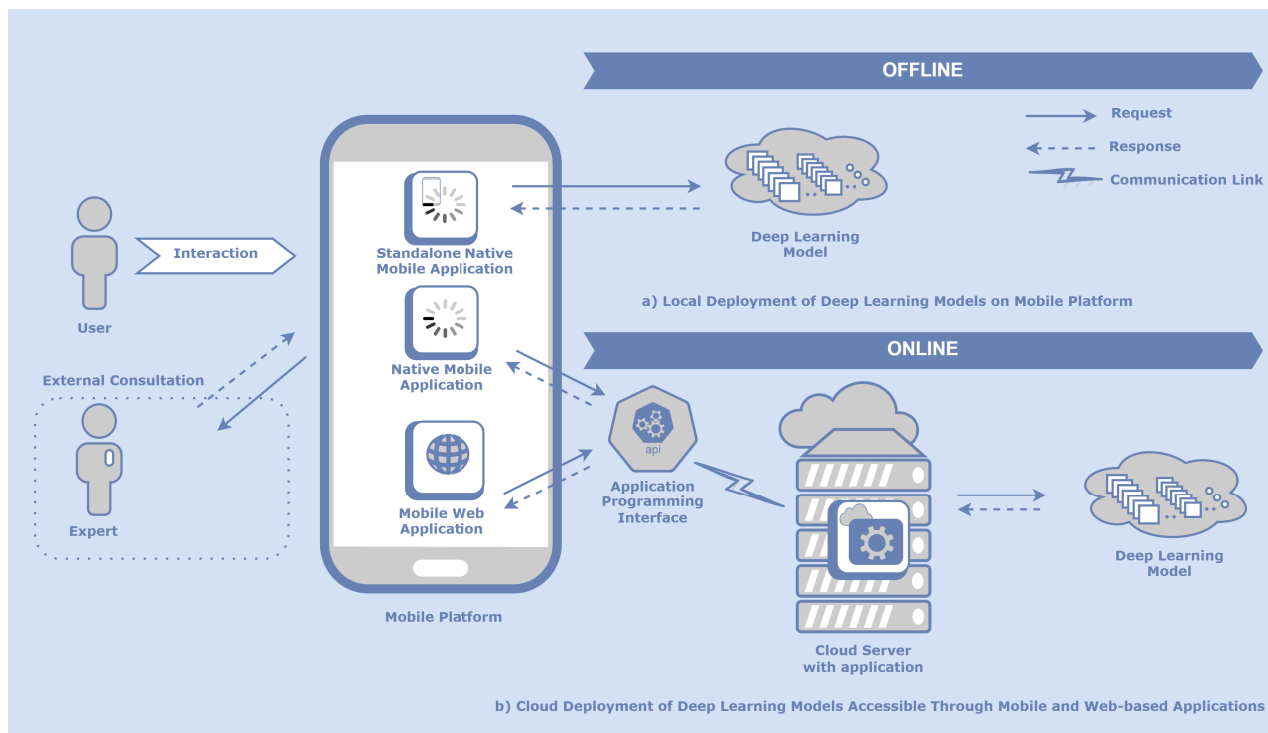 OFFLINE
Request
Response
Communication Link
Standalone Native
Mobile Application
Deep Learning
Model
a) Local Deployment of Deep Learning Models on Mobile Platform
Interaction
User
External Consultation
Expert
Native Mobile
Application
Mobile Web
Application
Mobile Platform
ONLINE
api
Application
Programming
Interface
Cloud Server
with application
Deep Learning
Model
b) Cloud Deployment of Deep Learning Models Accessible Through Mobile and Web-based Applications